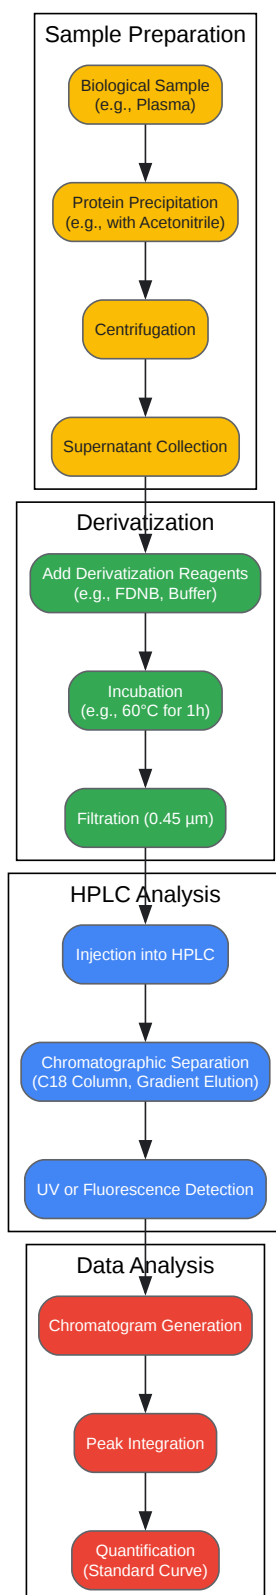 Sample Preparation
Biological Sample
(e.g., Plasma)
Protein Precipitation
(e.g., with Acetonitrile)
Centrifugation
Supernatant Collection
Derivatization
Add Derivatization Reagents
(e.g., FDNB, Buffer)
Incubation
(e.g., 60°C for 1h)
Filtration (0.45 µm)
HPLC Analysis
Injection into HPLC
Chromatographic Separation
(C18 Column, Gradient Elution)
UV or Fluorescence Detection
Data Analysis
Chromatogram Generation
Peak Integration
Quantification
(Standard Curve)